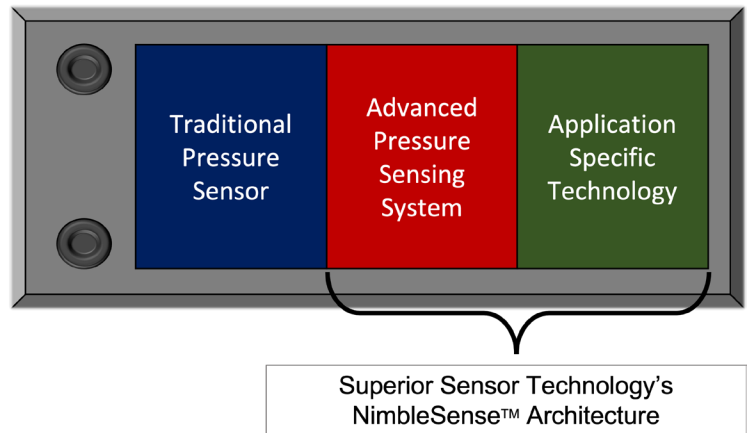 Traditional
Pressure
Sensor
Advanced
Pressure
Sensing
System
Application
Specific
Technology
Superior Sensor Technology’s
NimbleSense™ Architecture